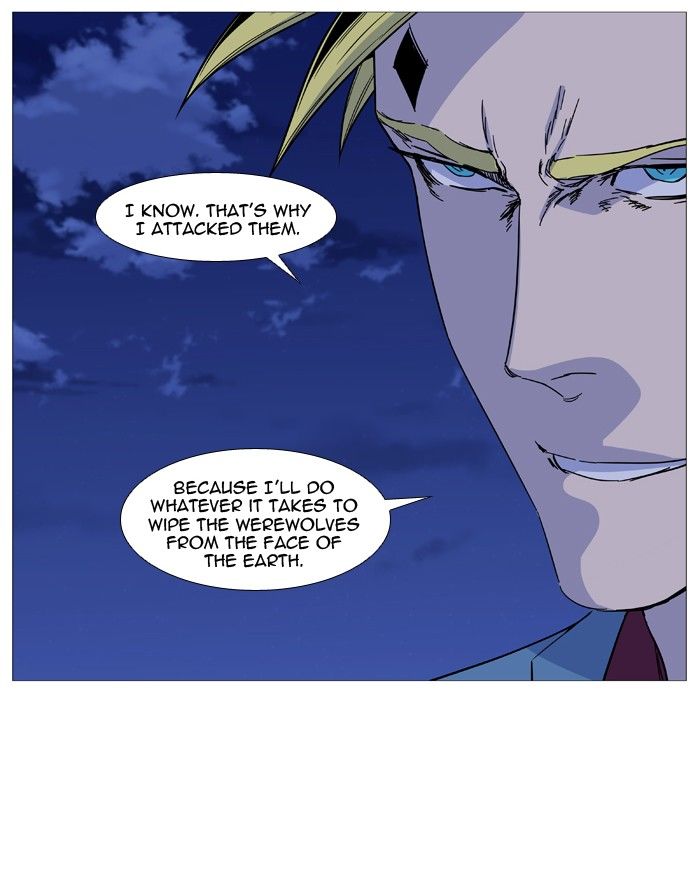 I KNOW. THAT'S WHY
I ATTACKED THEM.
BECAUSE I'LL DO
WHATEVER IT TAKES TO
WIPE THE WEREWOLVES
FROM THE FACE OF
THE EARTH.